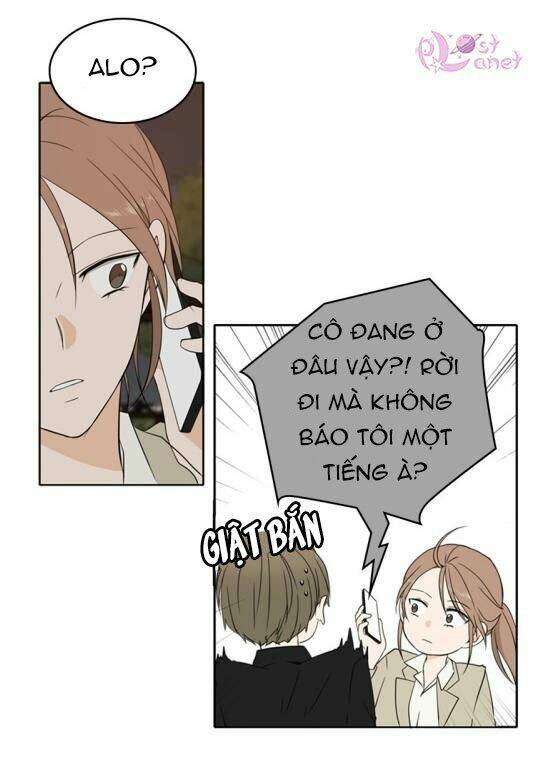 ALO?
Lost
Planet
CÔ ĐANG Ở
ĐÂU VẬY?! RỜI
ĐI MÀ KHÔNG
BÁO TÔI MỘT
TIẾNG À?
GIẬT BẮN